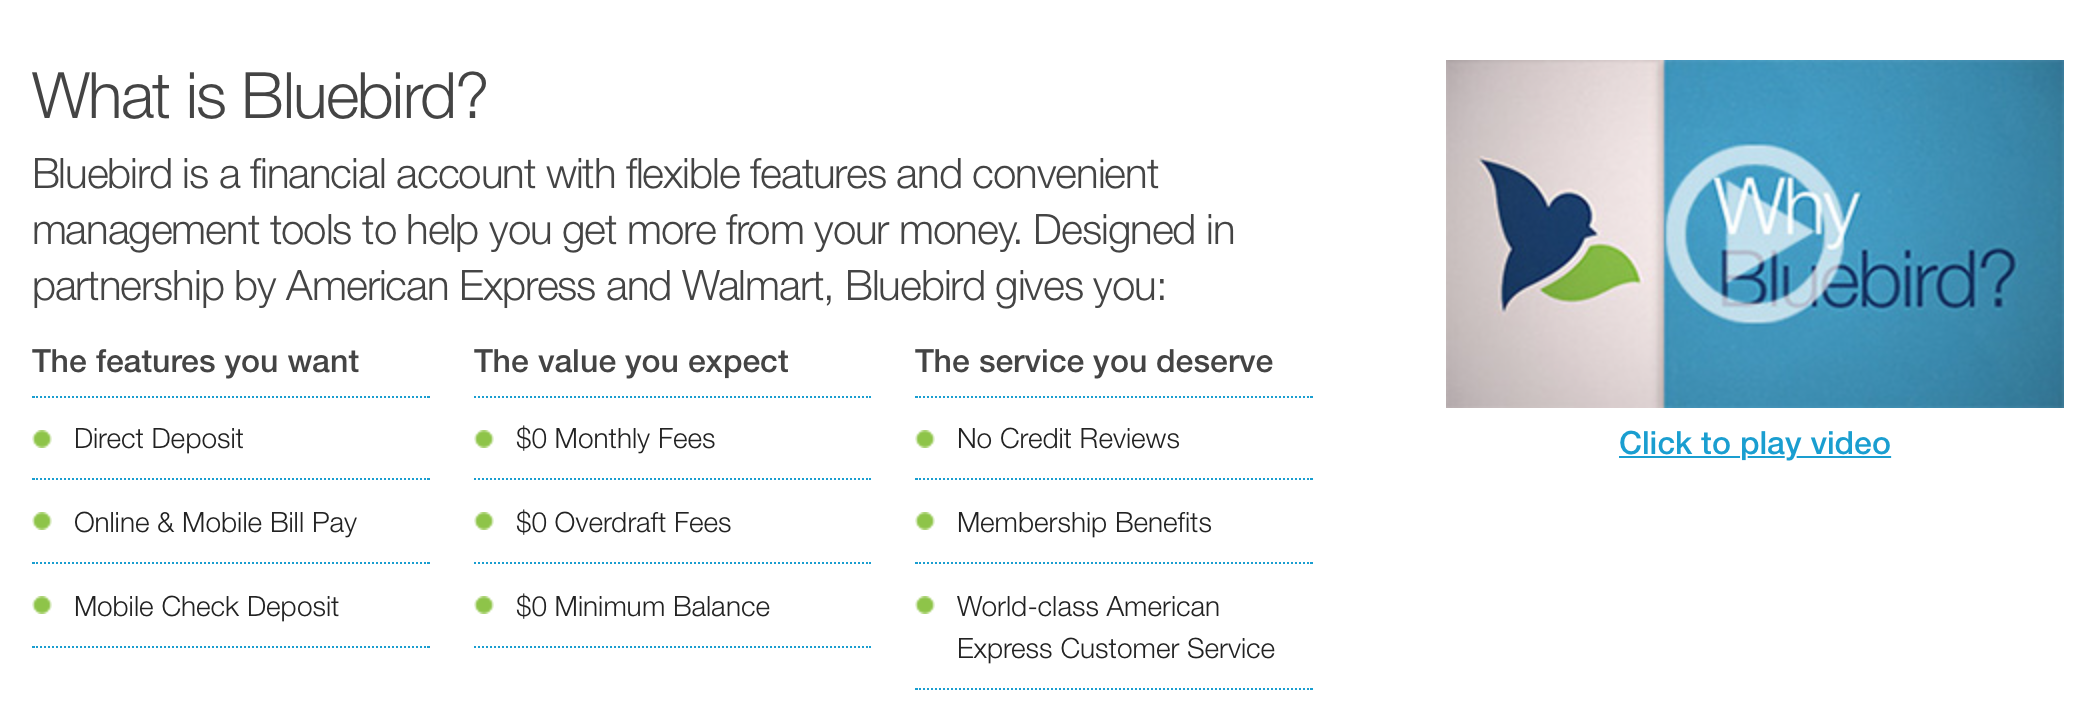 What is Bluebird?
Bluebird is a financial account with flexible features and convenient
management tools to help you get more from your money. Designed in
partnership by American Express and Walmart, Bluebird gives you:
The features you want
Direct Deposit
Online & Mobile Bill Pay
Mobile Check Deposit
The value you expect
$0 Monthly Fees
$0 Overdraft Fees
$0 Minimum Balance
The service you deserve
No Credit Reviews
Membership Benefits
World-class American
Express Customer Service
Why
Bluebird?
Click to play video